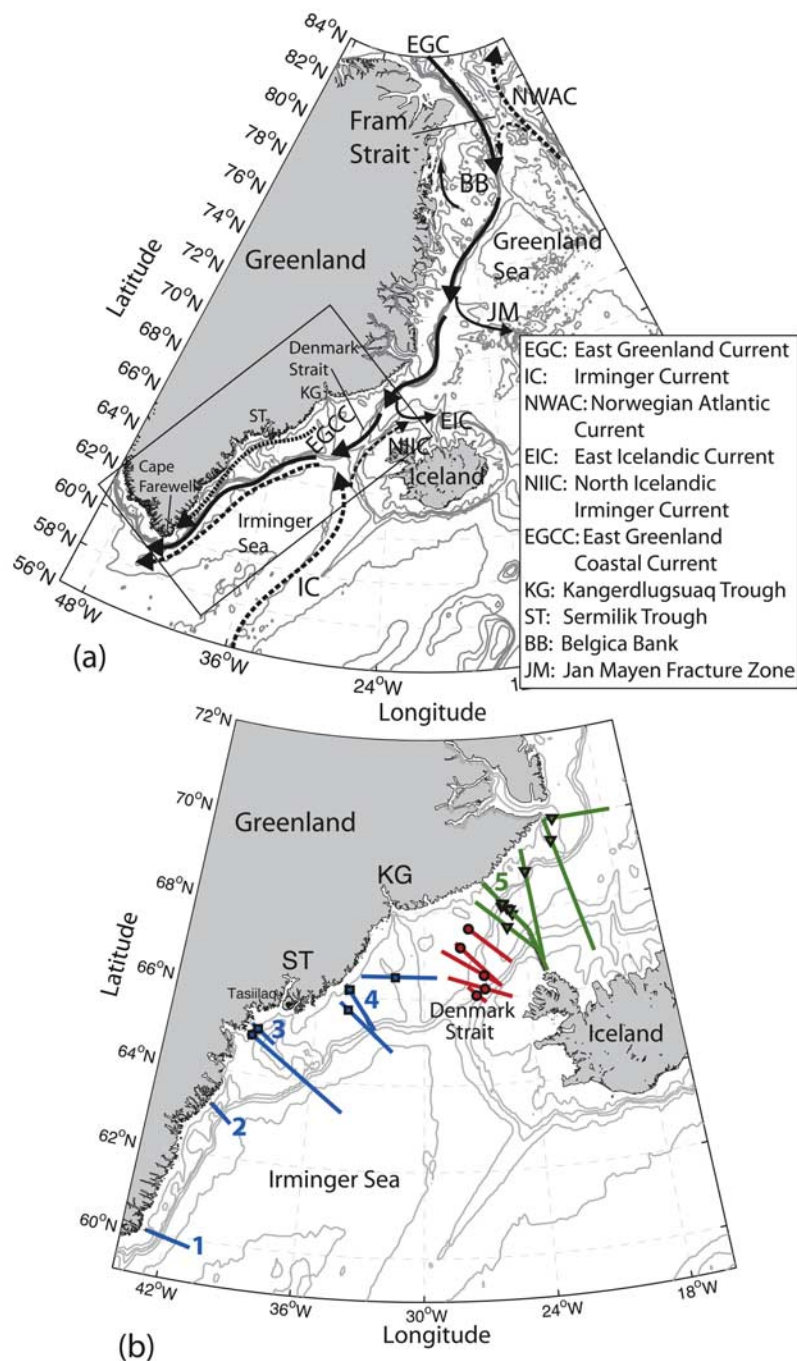 84°N
82°N
80°N
78°N
76°N
74°N
72°N
70°N
68°N
66°N
64°N
62°N
60°N
58°N
56°N
Latitude
EGC
NWAC
Fram
Strait
BB
Greenland
Sea
Greenland
JM
Denmark
Strait
KG
ST
EGCC
EIC
NIIC
Iceland
Cape
Farewell
Irminger
Sea
IC
48°W
36°W
24°W
Longitude
(a)
EGC: East Greenland Current
IC: Irminger Current
NWAC: Norwegian Atlantic
Current
EIC: East Icelandic Current
NIIC: North Icelandic
Irminger Current
EGCC: East Greenland
Coastal Current
KG: Kangerdlugsuaq Trough
ST: Sermilik Trough
BB: Belgica Bank
JM: Jan Mayen Fracture Zone
72°N
70°N
68°N
66°N
64°N
62°N
60°N
Latitude
Greenland
KG
5
ST
Tasiilaq
4
3
Denmark
Strait
Iceland
2
Irminger Sea
1
42°W
36°W
30°W
24°W
18°W
Longitude
(b)